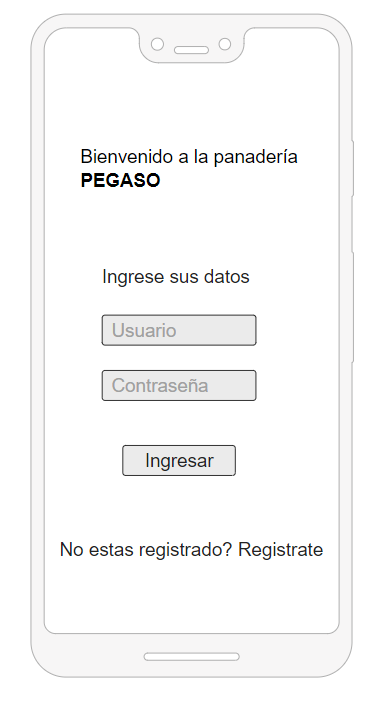 Bienvenido a la panadería
PEGASO
Ingrese sus datos
Usuario
Contraseña
Ingresar
No estas registrado? Registrate